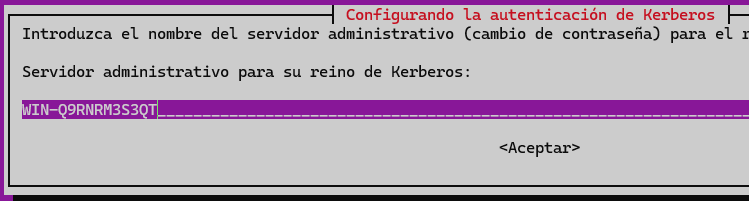 Configurando la autenticación de Kerberos
Introduzca el nombre del servidor administrativo (cambio de contraseña) para el
Servidor administrativo para su reino de Kerberos:
WIN-Q9RNRM3S3QT
<Aceptar>